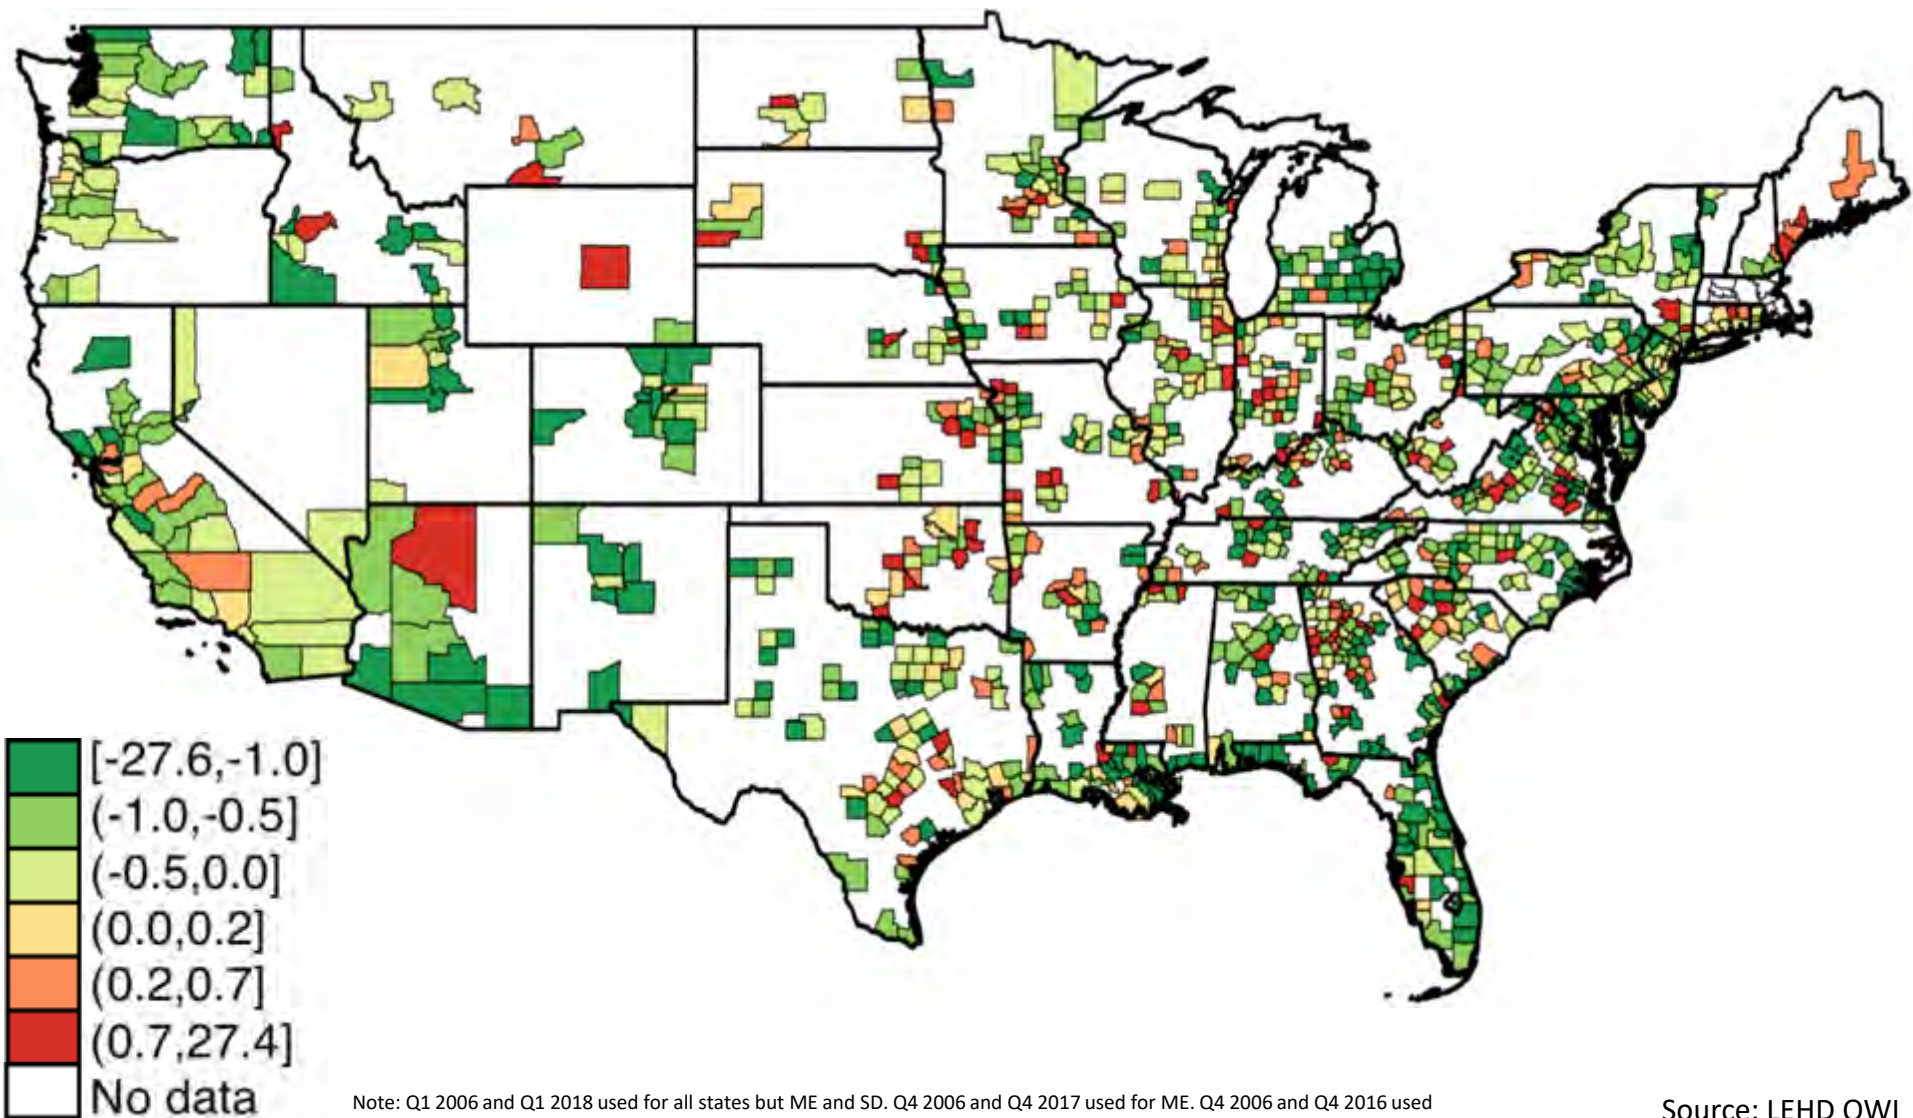 [-27.6,-1.0]
(-1.0,-0.5]
(-0.5,0.0]
(0.0,0.2]
(0.2,0.7]
(0.7,27.4]
No data
Note: Q1 2006 and Q1 2018 used for all states but ME and SD. Q4 2006 and Q4 2017 used for ME. Q4 2006 and Q4 2016 used
Source: LEHD QWI